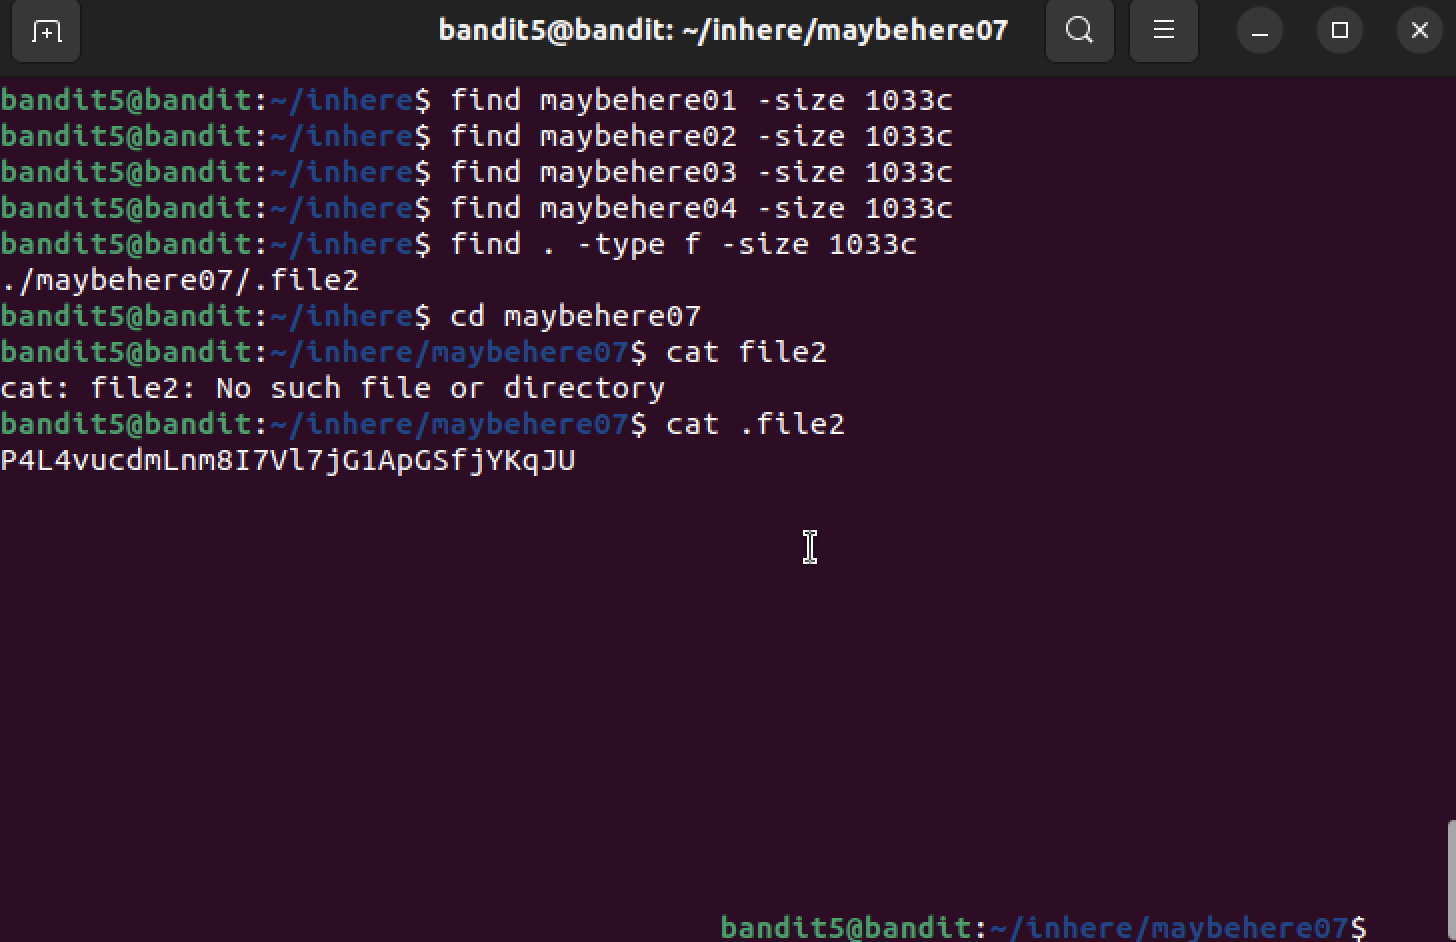 bandit5@bandit: ~/inhere/maybehere07
bandit5@bandit:~/inhere$ find maybehere01 -size 1033c
bandit5@bandit:~/inhere$ find maybehere02 -size 1033c
bandit5@bandit:~/inhere$ find maybehere03 -size 1033c
bandit5@bandit:~/inhere$ find maybehere04 -size 1033c
bandit5@bandit:~/inhere$ find . -type f -size 1033c
./maybehere07/.file2
bandit5@bandit:~/inhere$ cd maybehere07
bandit5@bandit:~/inhere/maybehere07$ cat file2
cat: file2: No such file or directory
bandit5@bandit:~/inhere/maybehere07$ cat .file2
P4L4vucdmLnm8I7Vl7jG1ApGSfjYKqJU
bandit5@bandit:~/inhere/maybehere07$